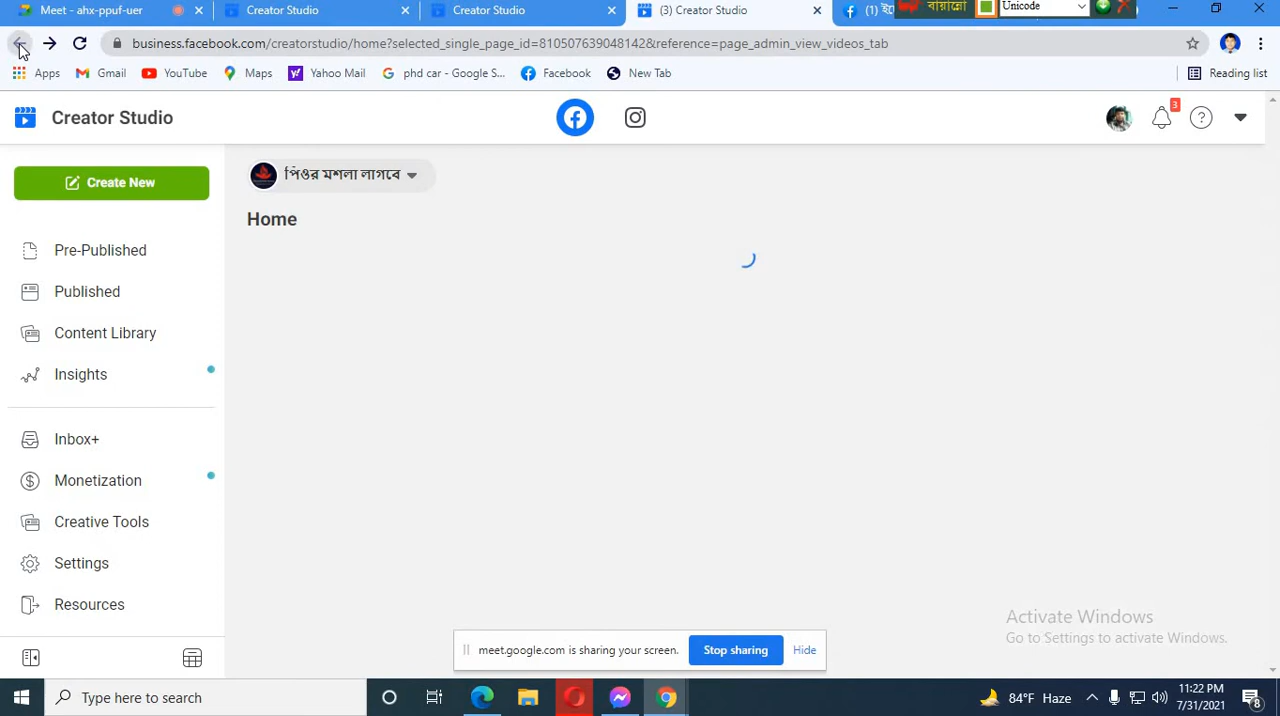 Meet - ahx-ppuf-uer
Creator Studio
Creator Studio
(3) Creator Studio
বায়ান্নো
Unicode
business.facebook.com/creatorstudio/home?selected_single_page_id=810507639048142&reference=page_admin_view_videos_tab
Apps
Gmail
YouTube
Maps
Yahoo Mail
phd car - Google S...
Facebook
New Tab
Reading list
Creator Studio
3
পিওর মশলা লাগবে
Create New
Home
Pre-Published
Published
Content Library
Insights
Inbox+
Monetization
Creative Tools
Settings
Resources
Activate Windows
Go to Settings to activate Windows.
meet.google.com is sharing your screen.
Stop sharing
Hide
Type here to search
84°F Haze
11:22 PM
7/31/2021
8